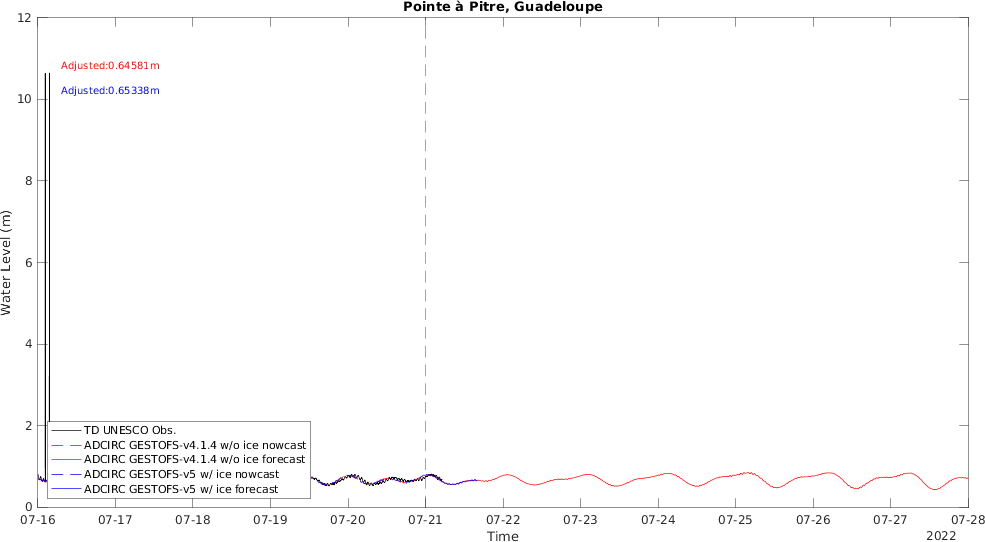 Pointe à Pitre, Guadeloupe
12
10
8
6
4
2
0
Water Level (m)
Adjusted:0.64581m
Adjusted:0.65338m
TD UNESCO Obs.
ADCIRC GESTOFS-v4.1.4 w/o ice nowcast
ADCIRC GESTOFS-v4.1.4 w/o ice forecast
ADCIRC GESTOFS-v5 w/ ice nowcast
ADCIRC GESTOFS-v5 w/ ice forecast
07-16 07-17 07-18 07-19 07-20 07-21 07-22 07-23 07-24 07-25 07-26 07-27 07-28
Time
2022